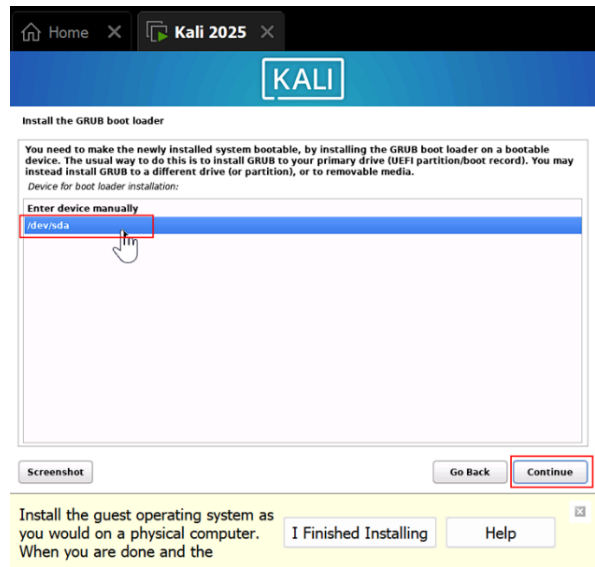 Home
Kali 2025
KALI
Install the GRUB boot loader
You need to make the newly installed system bootable, by installing the GRUB boot loader on a bootable
device. The usual way to do this is to install GRUB to your primary drive (UEFI partition/boot record). You may
instead install GRUB to a different drive (or partition), or to removable media.
Device for boot loader installation:
Enter device manually
/dev/sda
Screenshot
Go Back
Continue
Install the guest operating system as
you would on a physical computer.
When you are done and the
I Finished Installing
Help